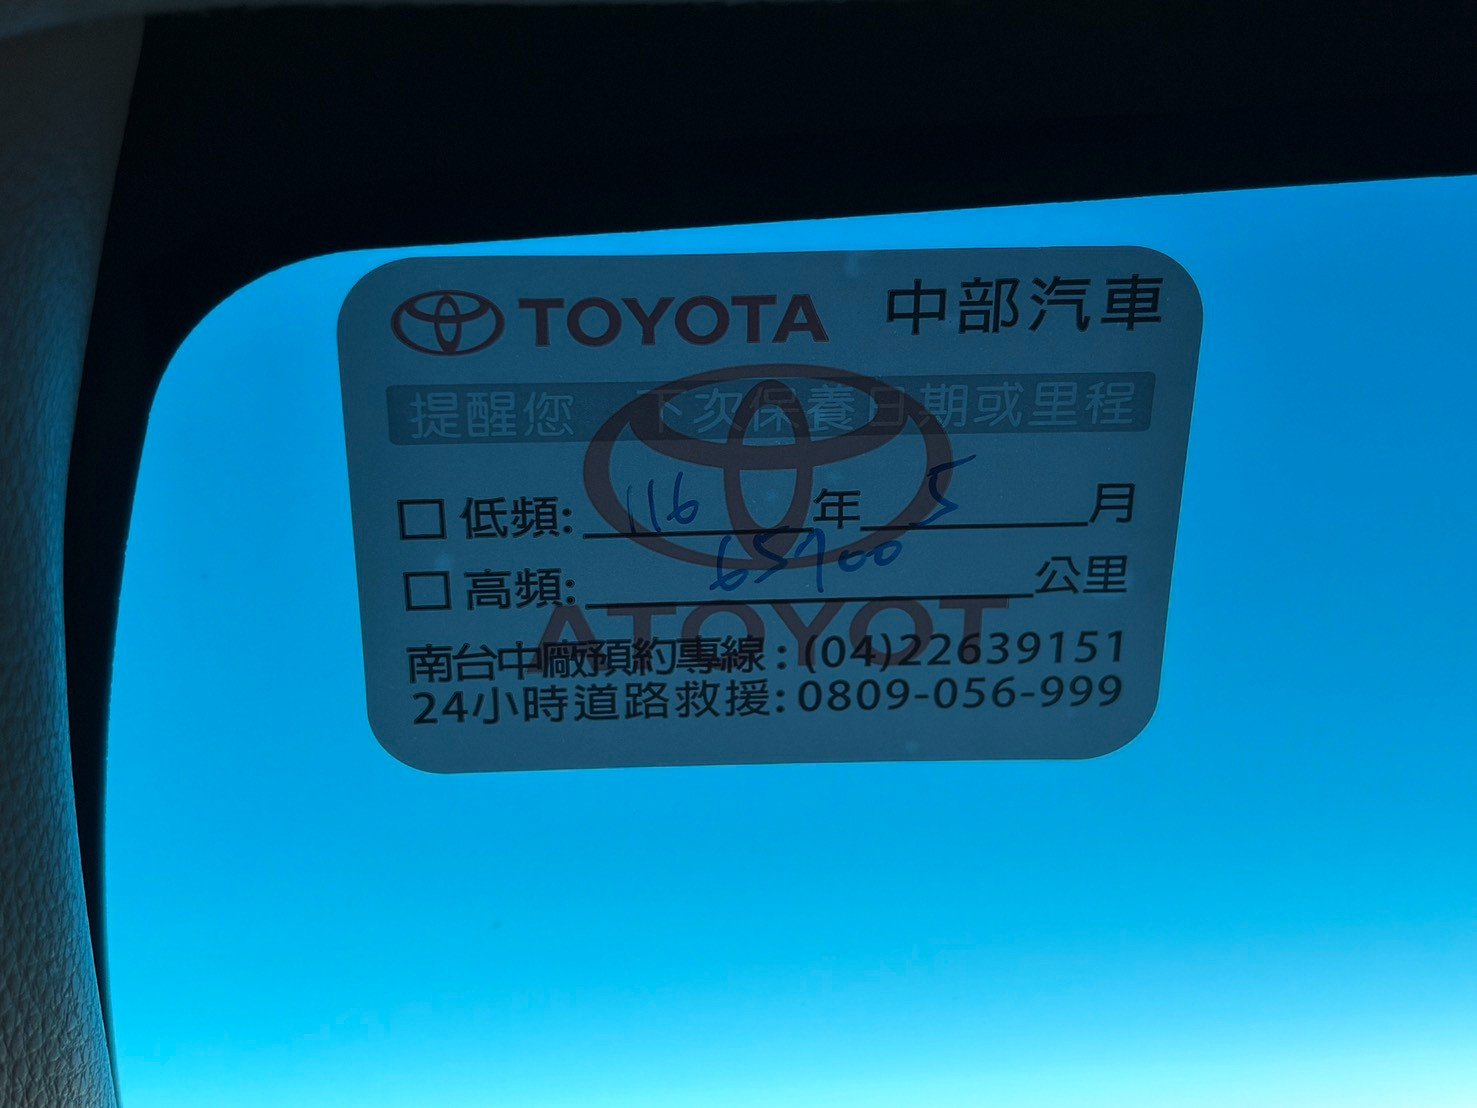 TOYOTA 中部汽車
提醒您 下次保養日期或里程
□ 低頻: 116 年 5 月
□ 高頻: 65700 公里
南台中廠預約專線:(04)22639151
24小時道路救援:0809-056-999